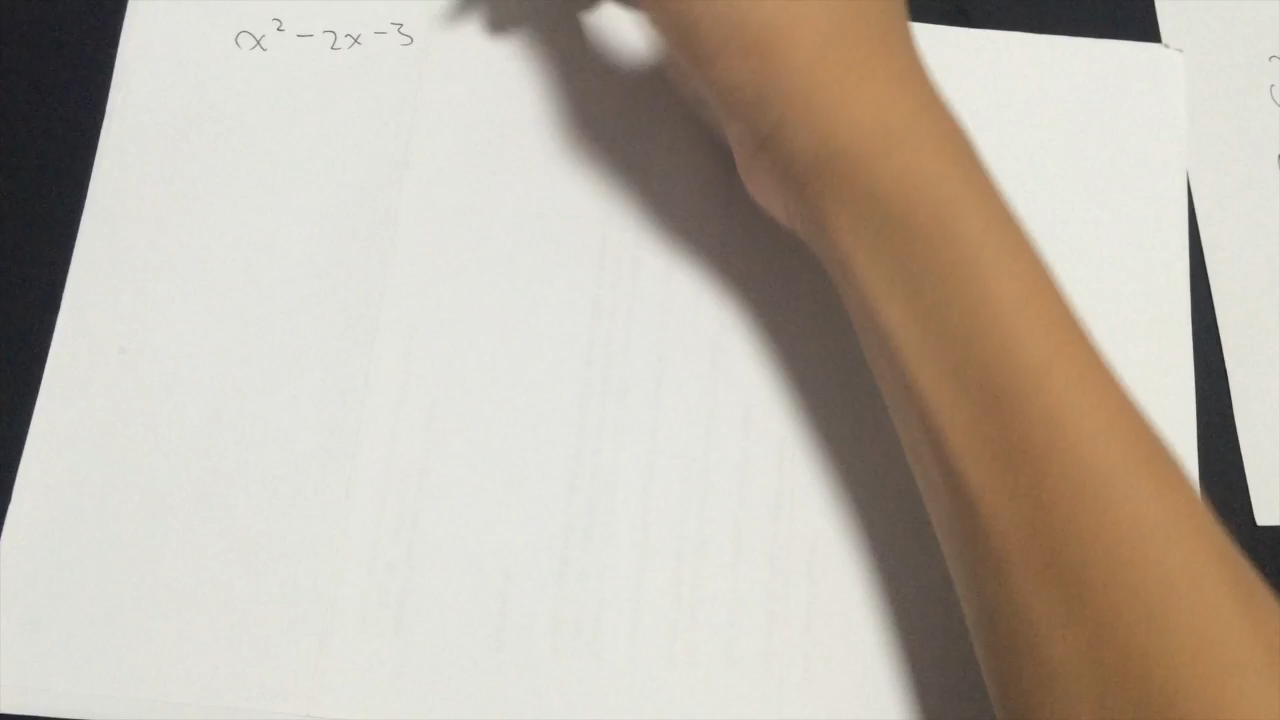 x² - 2x - 3